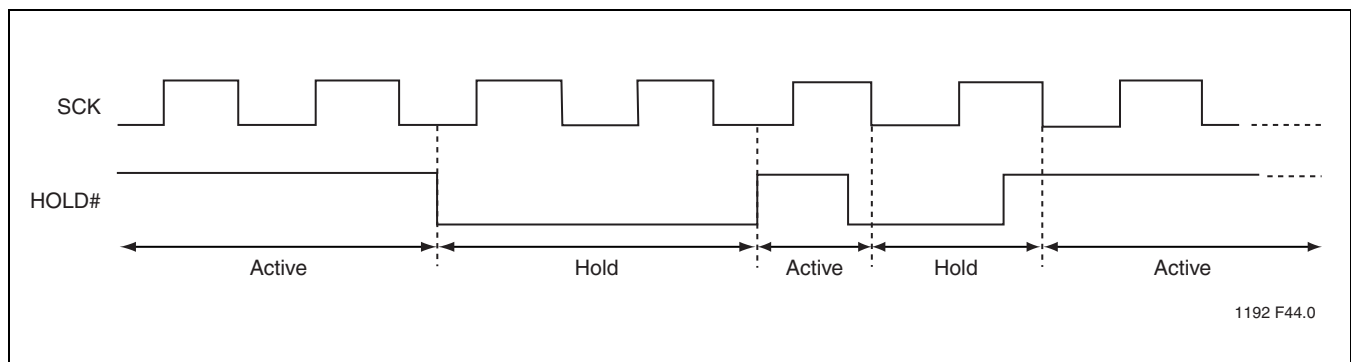 SCK
HOLD#
Active
Hold
Active
Hold
Active
1192 F44.0